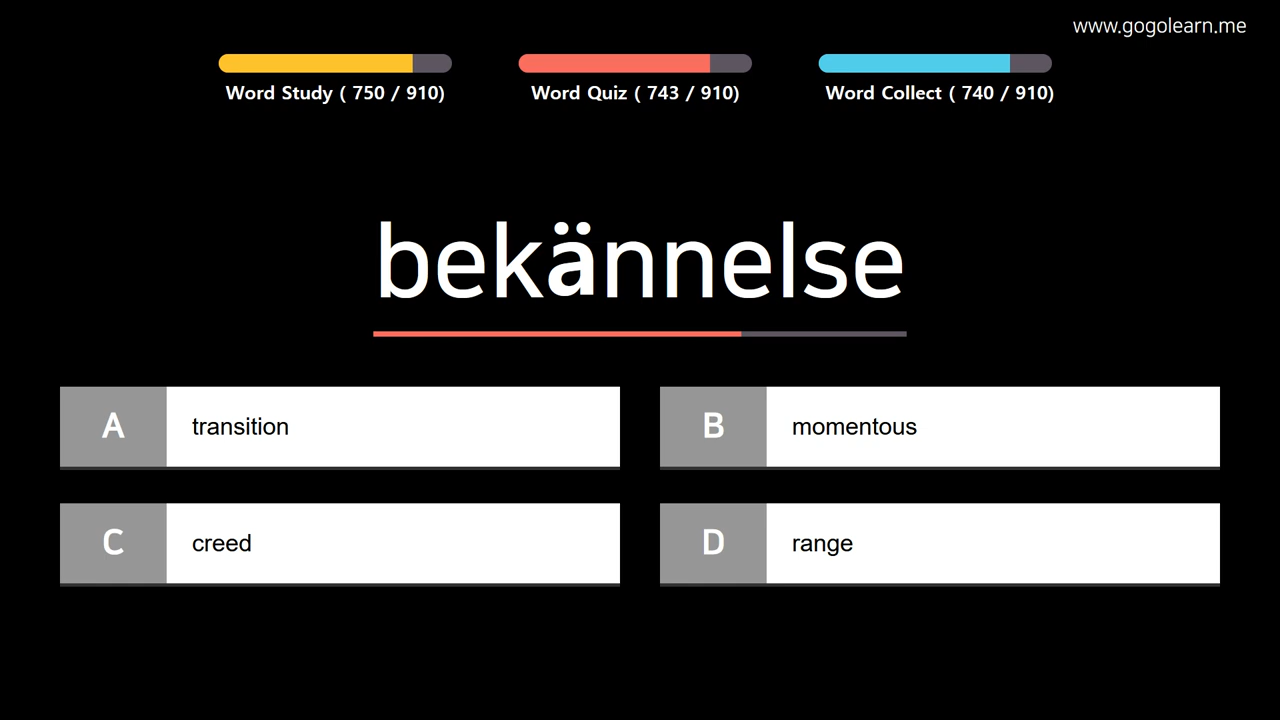 www.gogolearn.me
Word Study ( 750 / 910)
Word Quiz ( 743 / 910)
Word Collect ( 740 / 910)
bekännelse
A transition
B momentous
C creed
D range